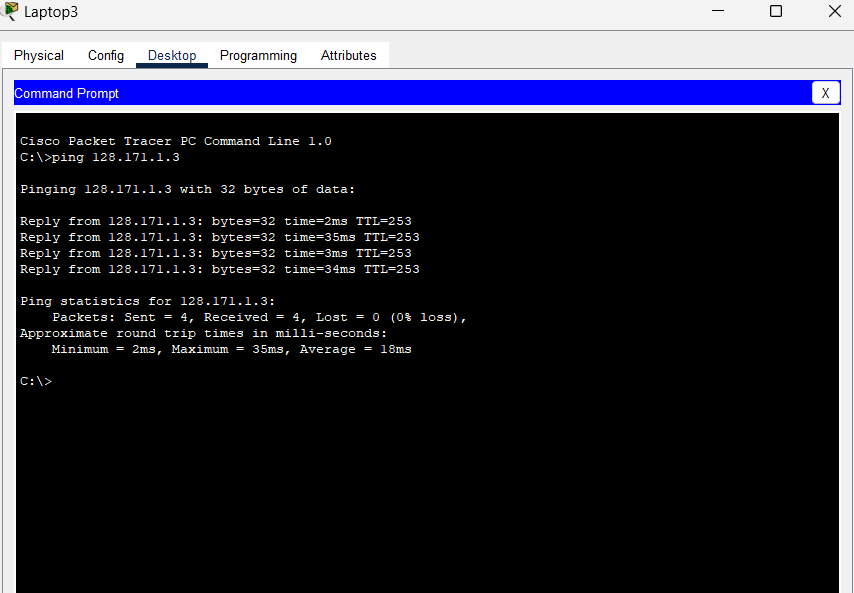 Laptop3
Physical Config Desktop Programming Attributes
Command Prompt X
Cisco Packet Tracer PC Command Line 1.0
C:\>ping 128.171.1.3
Pinging 128.171.1.3 with 32 bytes of data:
Reply from 128.171.1.3: bytes=32 time=2ms TTL=253
Reply from 128.171.1.3: bytes=32 time=35ms TTL=253
Reply from 128.171.1.3: bytes=32 time=3ms TTL=253
Reply from 128.171.1.3: bytes=32 time=34ms TTL=253
Ping statistics for 128.171.1.3:
Packets: Sent = 4, Received = 4, Lost = 0 (0% loss),
Approximate round trip times in milli-seconds:
Minimum = 2ms, Maximum = 35ms, Average = 18ms
C:\>